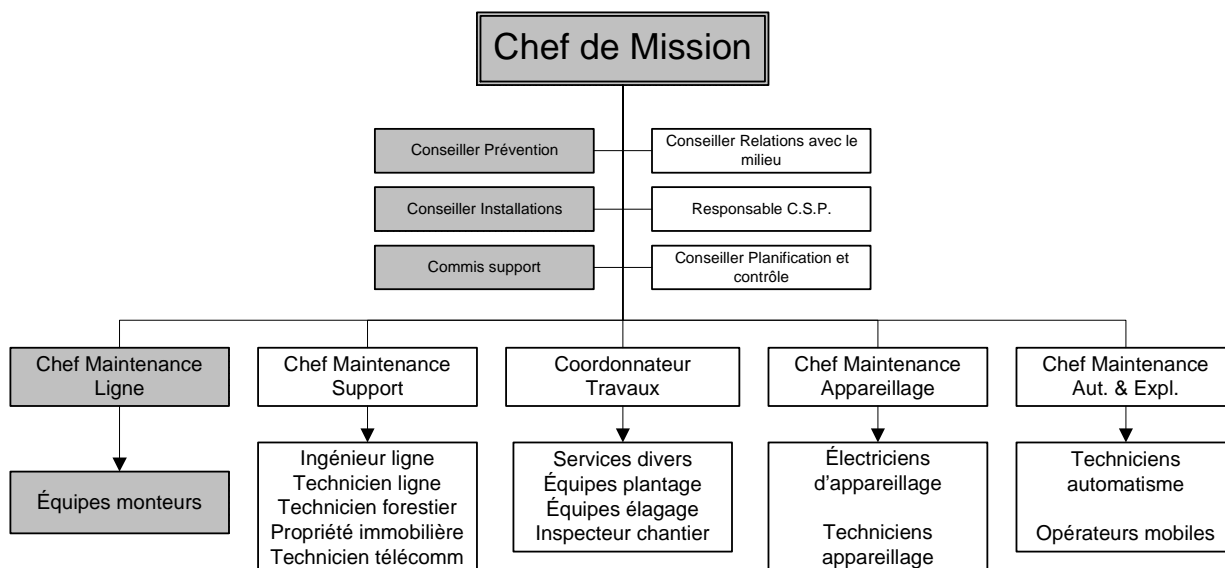 Chef de Mission
Conseiller Prévention
Conseiller Relations avec le
milieu
Conseiller Installations
Responsable C.S.P.
Commis support
Conseiller Planification et
contrôle
Chef Maintenance
Ligne
Chef Maintenance
Support
Coordonnateur
Travaux
Chef Maintenance
Appareillage
Chef Maintenance
Aut. & Expl.
Équipes monteurs
Ingénieur ligne
Technicien ligne
Technicien forestier
Propriété immobilière
Technicien télécomm
Services divers
Équipes plantage
Équipes élagage
Inspecteur chantier
Électriciens
d'appareillage
Techniciens
appareillage
Techniciens
automatisme
Opérateurs mobiles